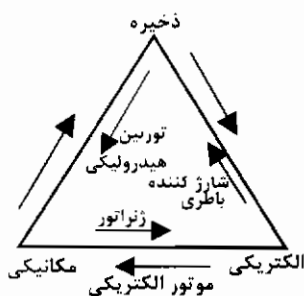 ذخیره
توربین
هیدرولیکی
شارژ کننده
باطری
ژنراتور
مکانیکی
الکتریکی
موتور الکتریکی